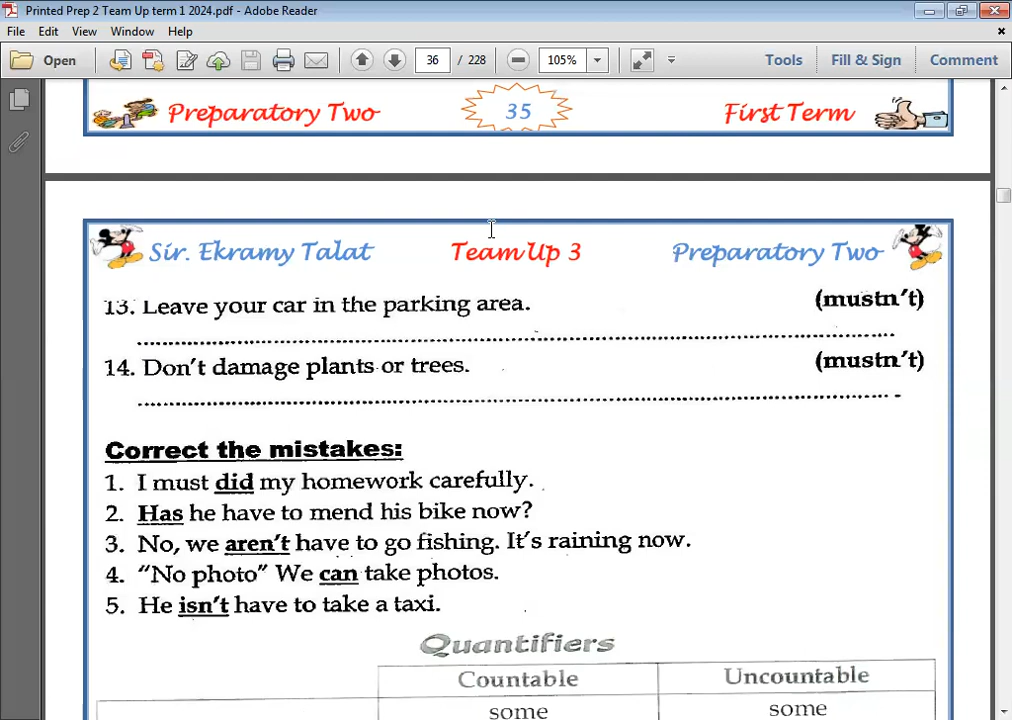 Printed Prep 2 Team Up term 1 2024.pdf - Adobe Reader
File Edit View Window Help
Open 36 / 228 105% Tools Fill & Sign Comment
Preparatory Two 35 First Term
Sir. Ekramy Talat Team Up 3 Preparatory Two
13. Leave your car in the parking area. (mustn't)
14. Don't damage plants or trees. (mustn't)
Correct the mistakes:
1. I must did my homework carefully.
2. Has he have to mend his bike now?
3. No, we aren't have to go fishing. It's raining now.
4. "No photo" We can take photos.
5. He isn't have to take a taxi.
Quantifiers
Countable Uncountable
some some